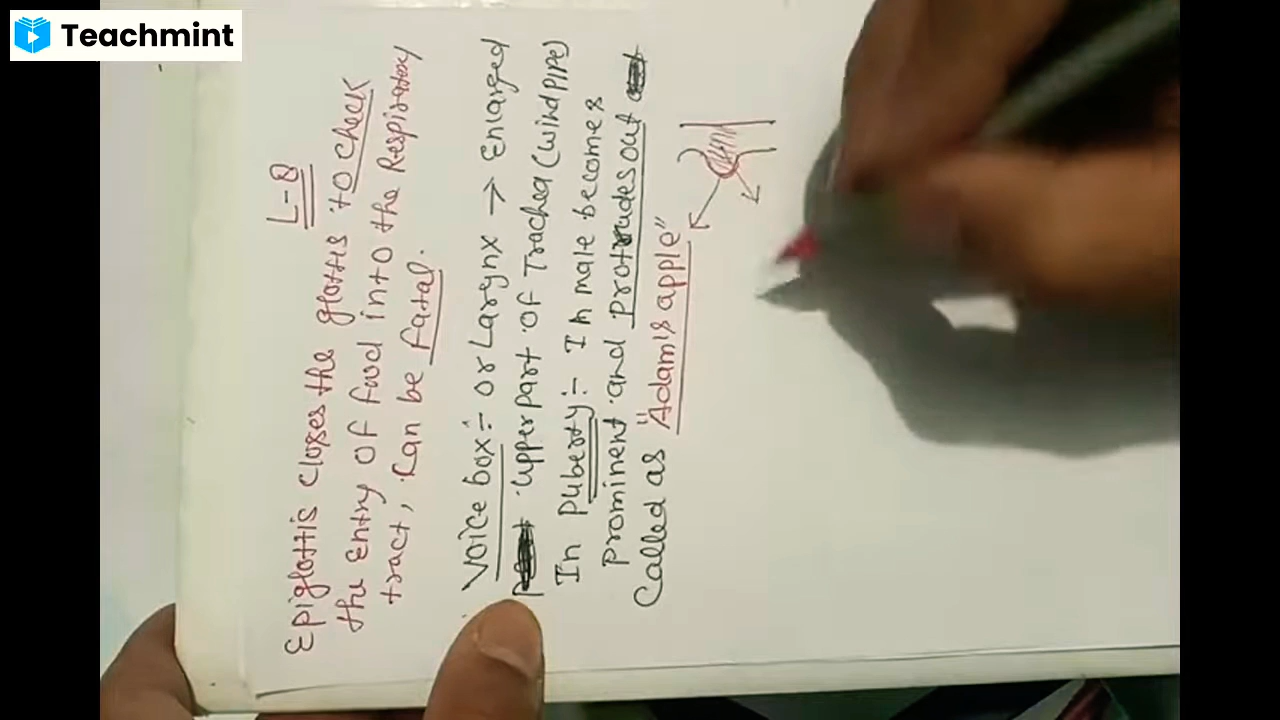 Teachmint
L-8
Epiglottis closes the glottis to check
the Entry of food into the Respiratory
tract, Can be fatal.
Voice box:- or Larynx → Enlarged
upper part of Trachea (wind pipe)
In puberty:- In male becomes
prominent and protrudes out
Called as "Adam's apple"